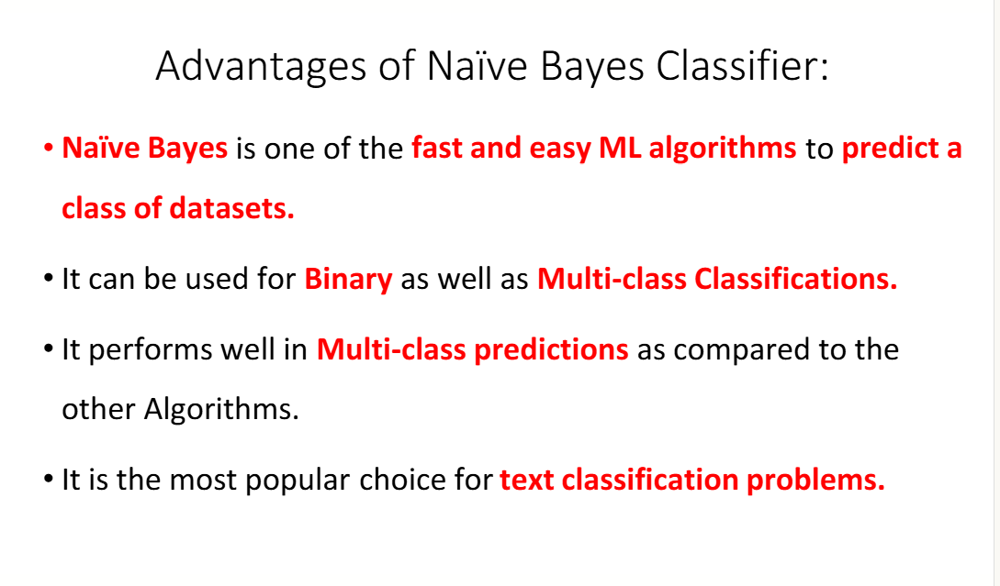 Advantages of Naïve Bayes Classifier:
• Naïve Bayes is one of the fast and easy ML algorithms to predict a
class of datasets.
• It can be used for Binary as well as Multi-class Classifications.
• It performs well in Multi-class predictions as compared to the
other Algorithms.
• It is the most popular choice for text classification problems.